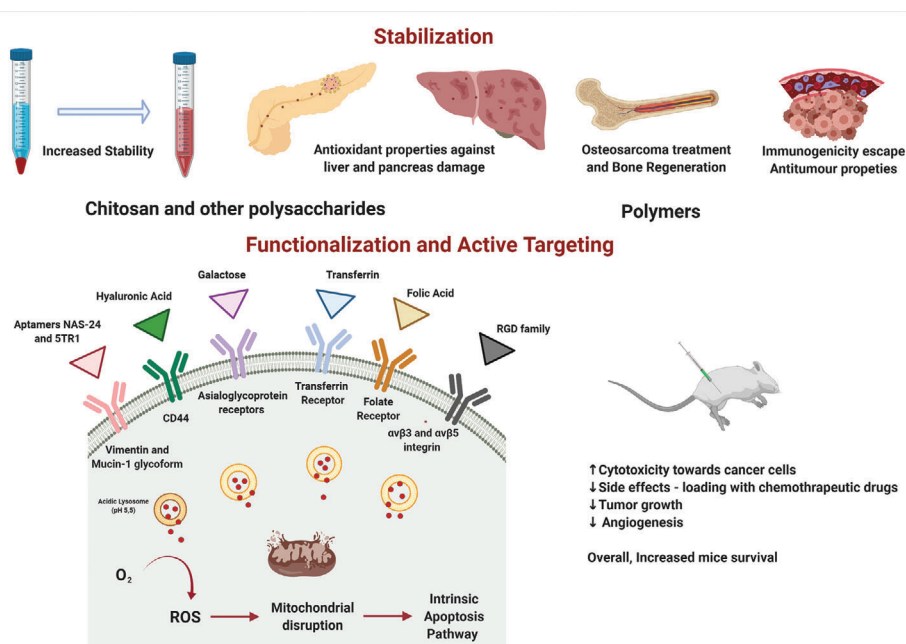 Stabilization
Increased Stability
Antioxidant properties against
liver and pancreas damage
Osteosarcoma treatment
and Bone Regeneration
Immunogenicity escape
Antitumour propeties
Chitosan and other polysaccharides
Polymers
Functionalization and Active Targeting
Galactose
Transferrin
Hyaluronic Acid
Folic Acid
Aptamers NAS-24
and 5TR1
RGD family
CD44
Asialoglycoprotein
receptors
Transferrin
Receptor
Folate
Receptor
αvβ3 and αvβ5
integrin
Vimentin and
Mucin-1 glycoform
Acidic Lysosome
(pH 5,5)
O₂
ROS
Mitochondrial
disruption
Intrinsic
Apoptosis
Pathway
↑Cytotoxicity towards cancer cells
↓Side effects - loading with chemothrapeutic drugs
↓Tumor growth
↓ Angiogenesis
Overall, Increased mice survival